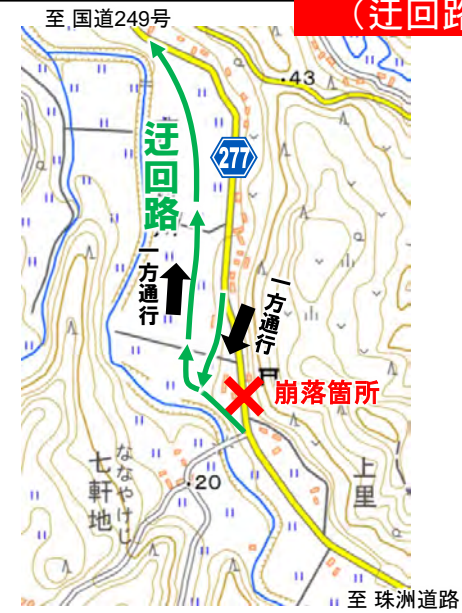 至 国道249号
（迂回路
・43
277
迂回路
一方通行
一方通行
崩落箇所
ななやけじ
七軒地
・20
上里
至 珠洲道路